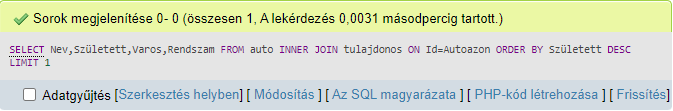 Sorok megjelenítése 0- 0 (összesen 1, A lekérdezés 0,0031 másodpercig tartott.)
SELECT Nev,Született,Varos,Rendszam FROM auto INNER JOIN tulajdonos ON Id=Autoazon ORDER BY Született DESC
LIMIT 1
Adatgyűjtés [Szerkesztés helyben] [ Módosítás ] [ Az SQL magyarázata ] [ PHP-kód létrehozása ] [ Frissítés]